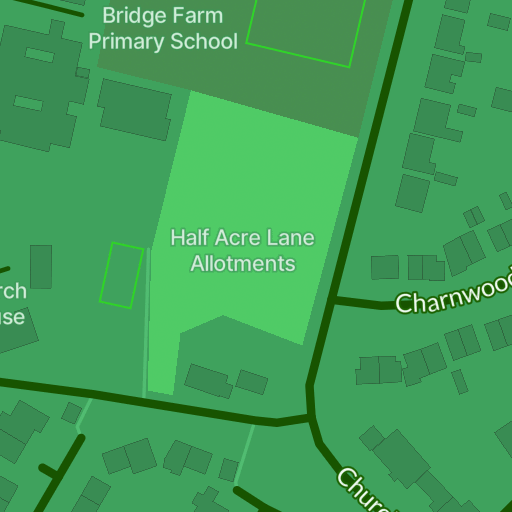 Bridge Farm
Primary School
Half Acre Lane
Allotments
Charnwood